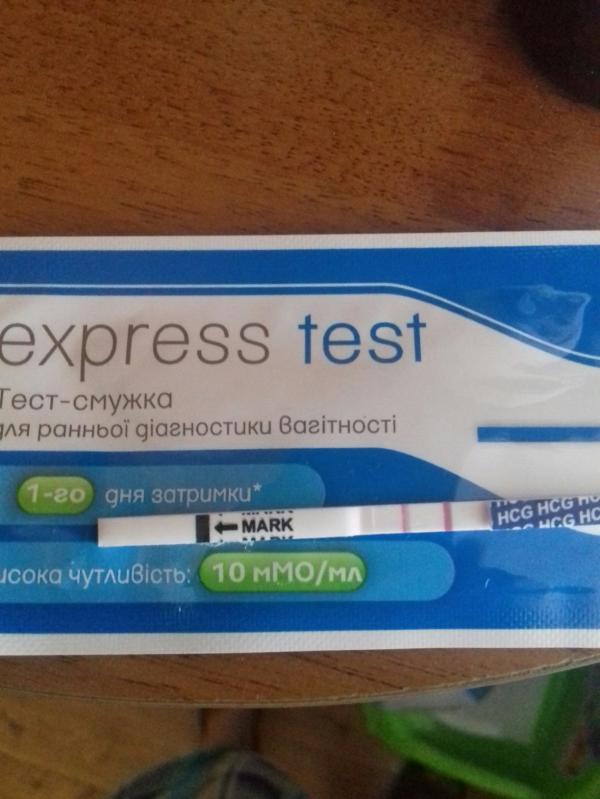 express test
Тест-смужка
для ранньої діагностики вагітності
1-го дня затримки*
MARK
HCG HCG HC
исока чутливість: 10 мМО/мл